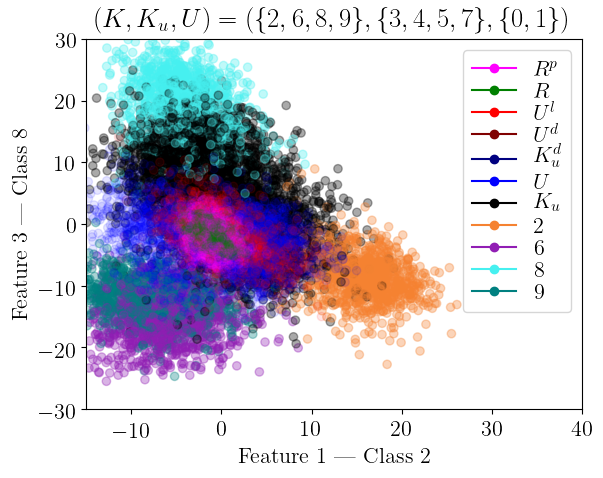 (K, K_u, U) = ({2, 6, 8, 9}, {3, 4, 5, 7}, {0, 1})
30
20
10
0
−10
−20
−30
Feature 3 — Class 8
R^p
R
U^l
U^d
K_u^d
U
K_u
2
6
8
9
−10
0
10
20
30
40
Feature 1 — Class 2